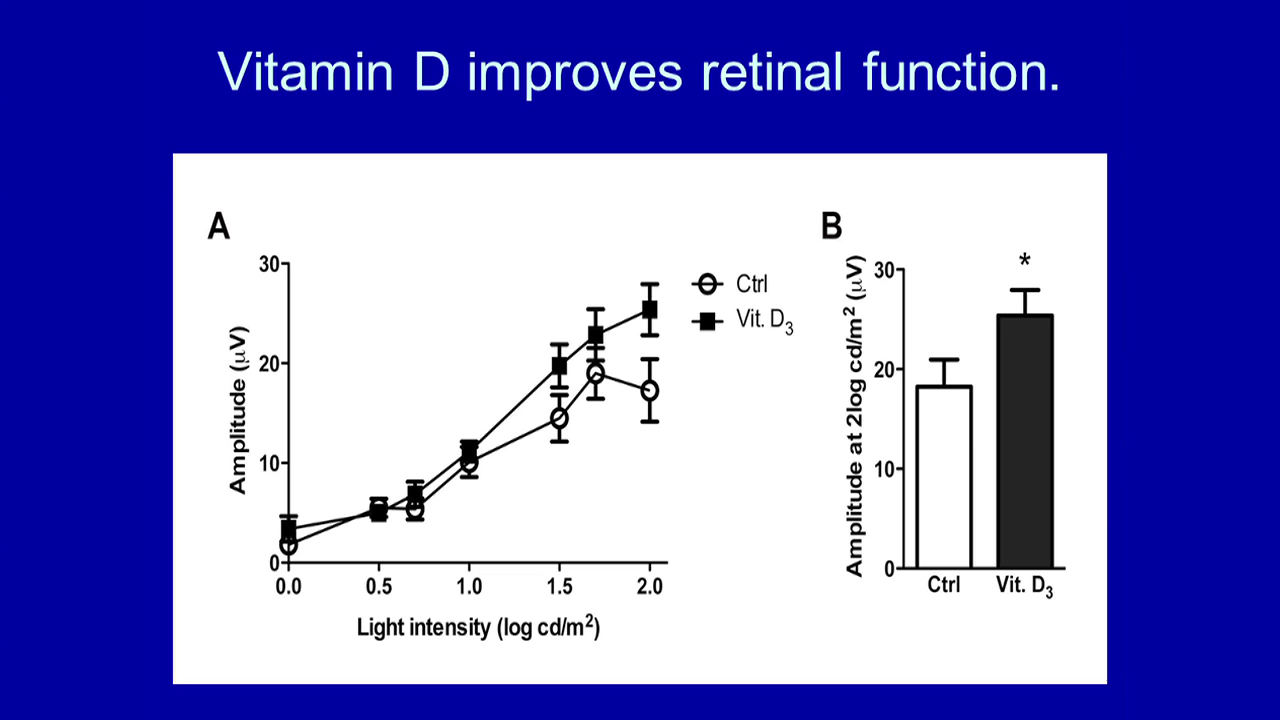 Vitamin D improves retinal function.
A
30
20
10
0
0.0 0.5 1.0 1.5 2.0
Amplitude (μV)
Light intensity (log cd/m²)
Ctrl
Vit. D₃
B
*
30
20
10
0
Amplitude at 2log cd/m² (μV)
Ctrl Vit. D₃